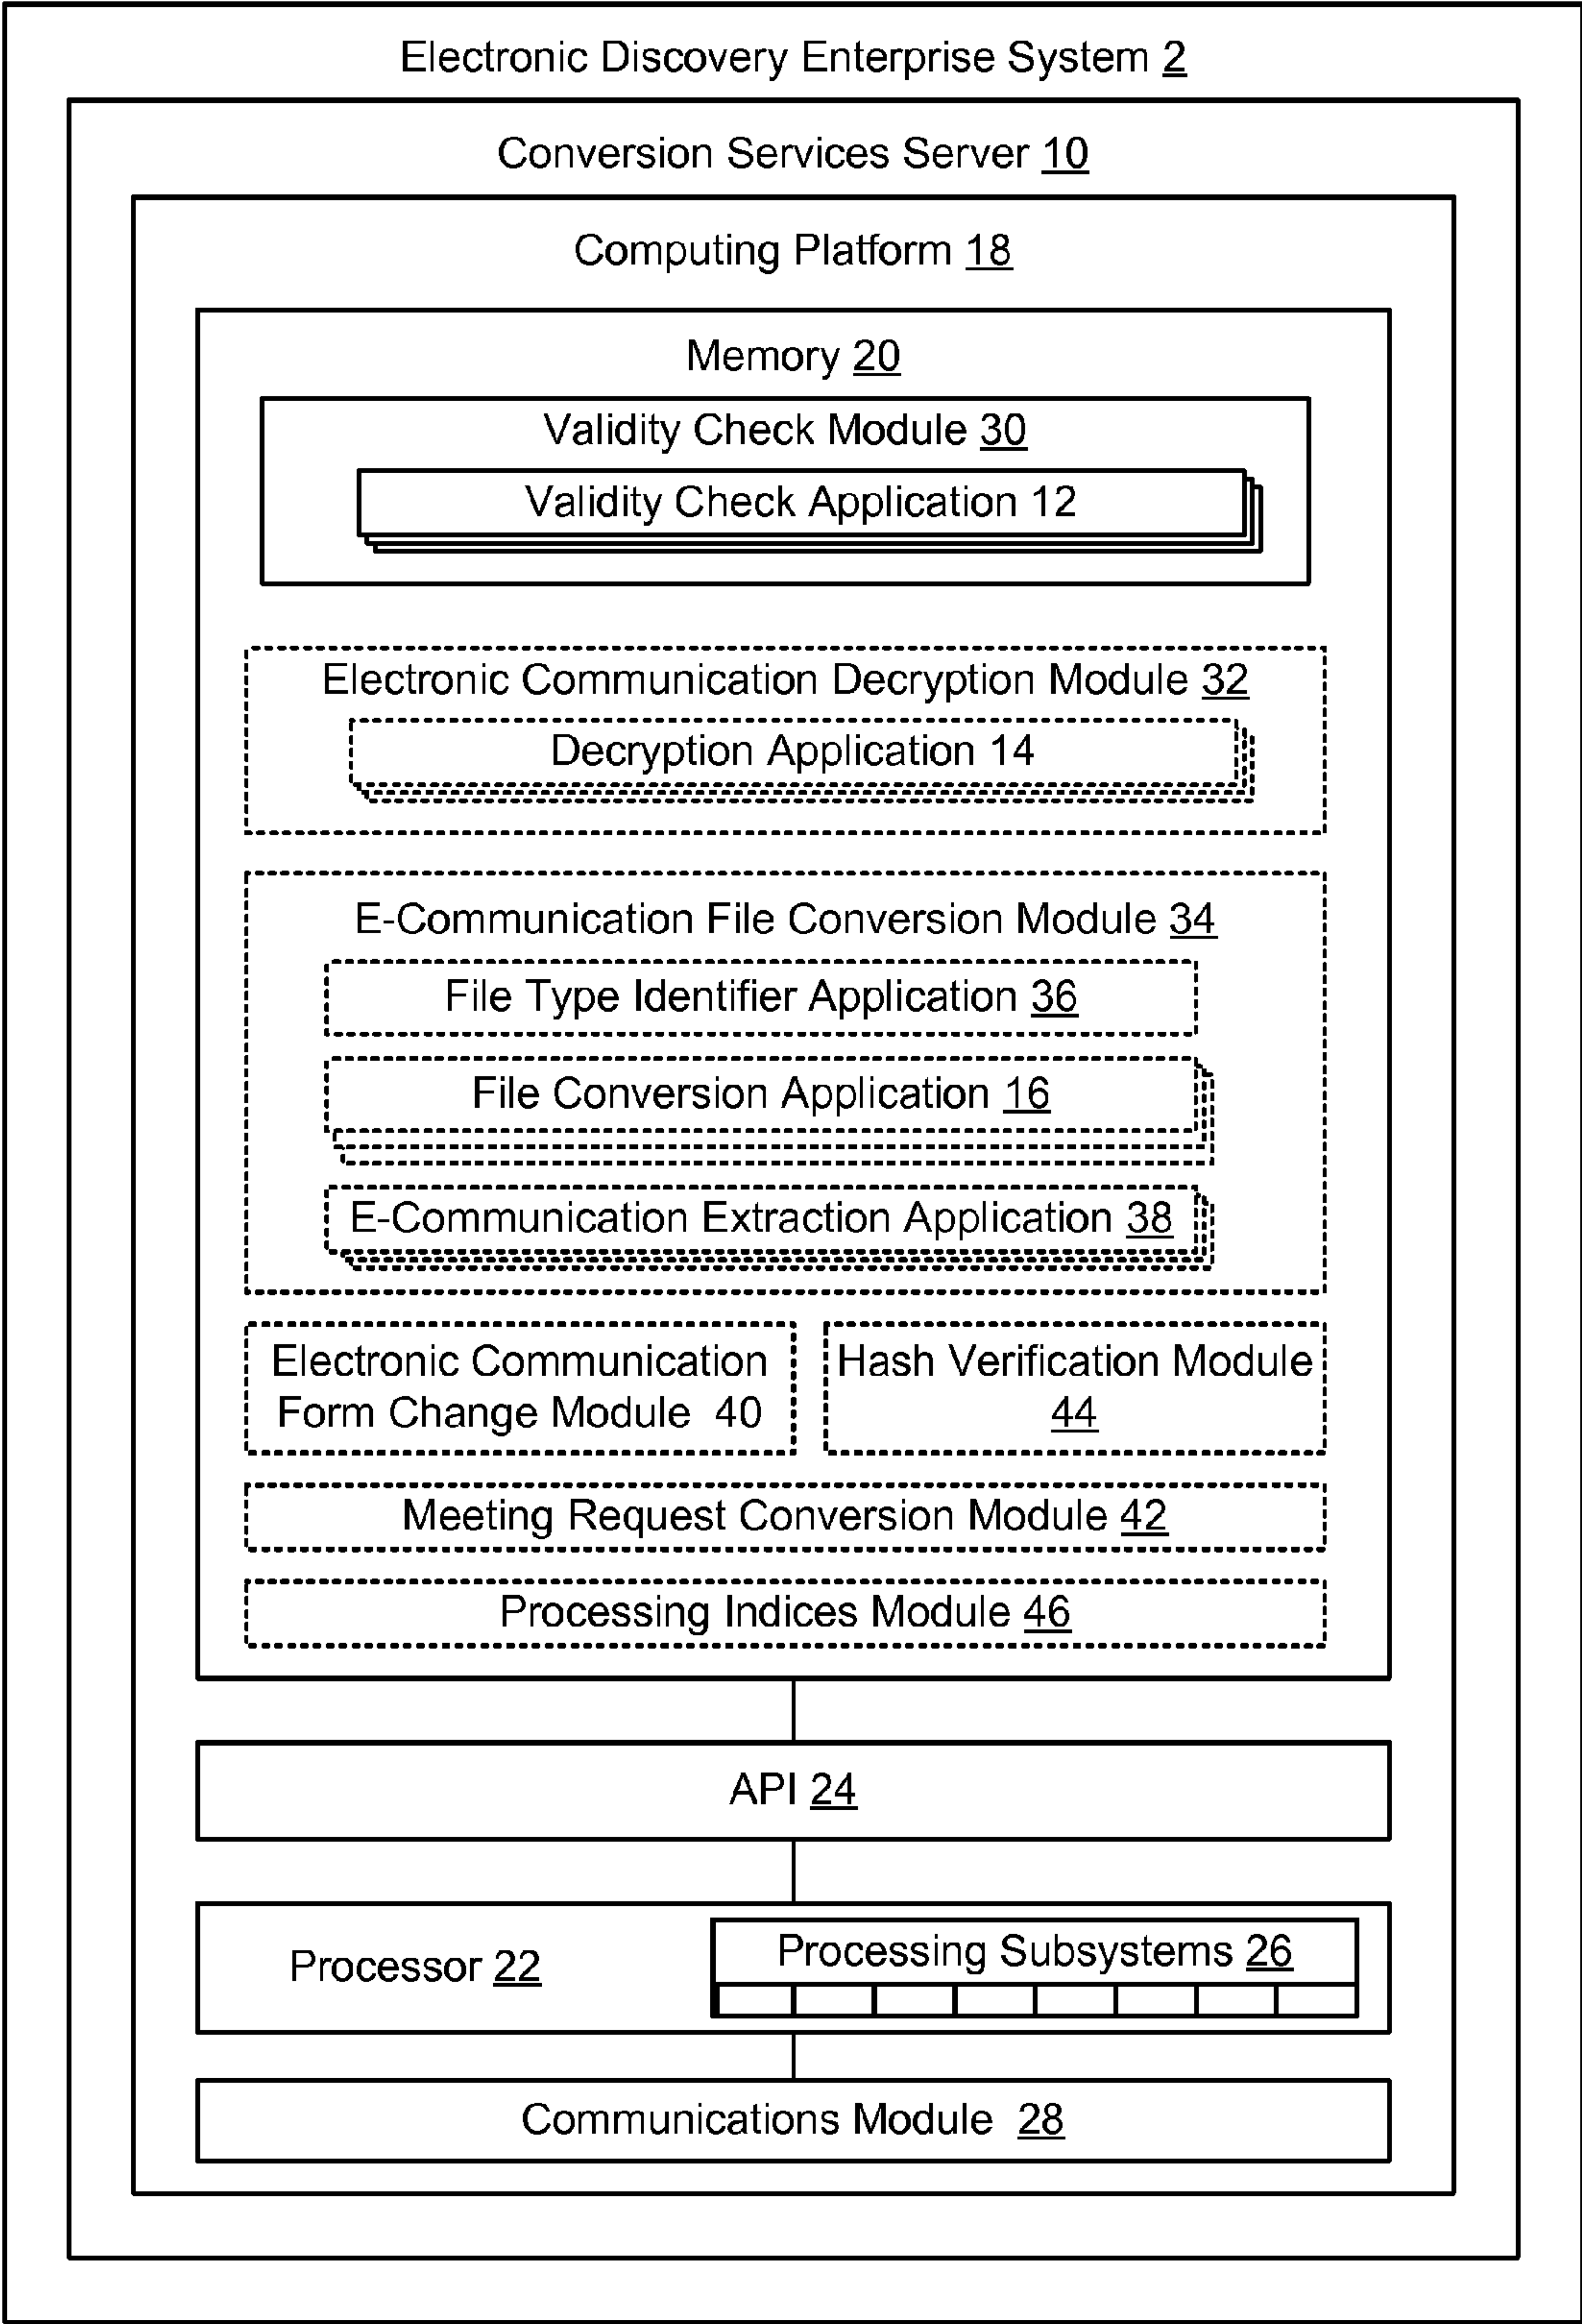 Electronic Discovery Enterprise System 2
Conversion Services Server 10
Computing Platform 18
Memory 20
Validity Check Module 30
Validity Check Application 12
Electronic Communication Decryption Module 32
Decryption Application 14
E-Communication File Conversion Module 34
File Type Identifier Application 36
File Conversion Application 16
E-Communication Extraction Application 38
Electronic Communication
Form Change Module 40
Hash Verification Module
44
Meeting Request Conversion Module 42
Processing Indices Module 46
API 24
Processor 22
Processing Subsystems 26
Communications Module 28